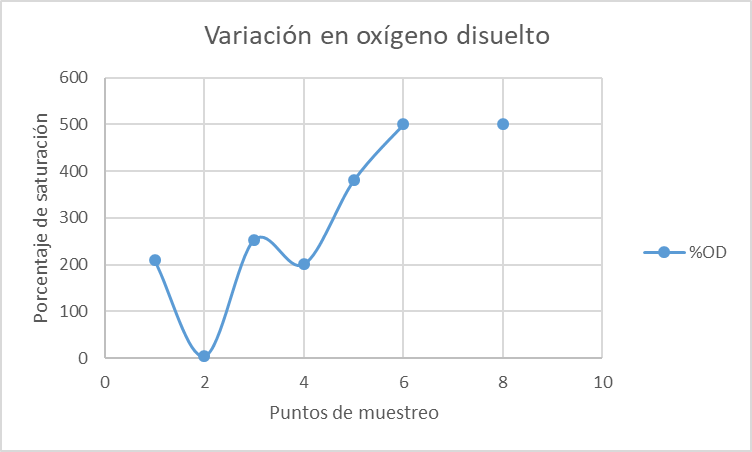 Variación en oxígeno disuelto
Porcentaje de saturación
600
500
400
300
200
100
0
0 2 4 6 8 10
Puntos de muestreo
%OD